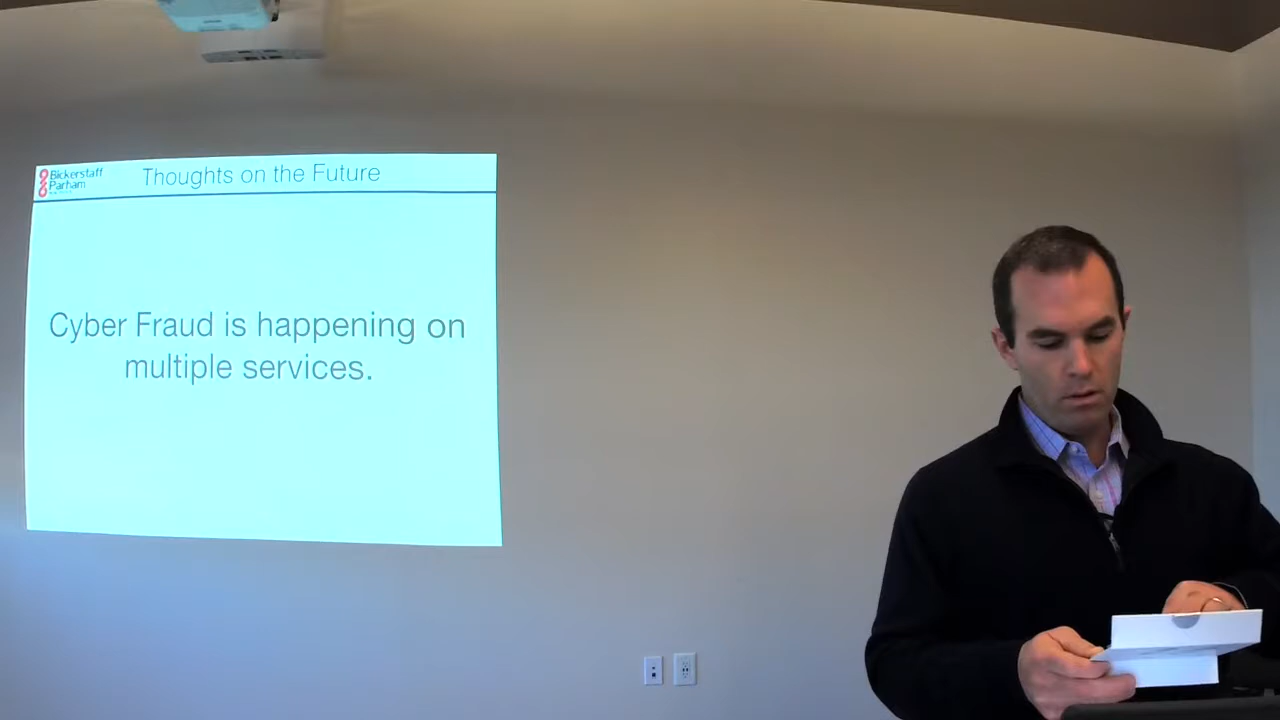 Bickerstaff
Parham
Thoughts on the Future
Cyber Fraud is happening on
multiple services.